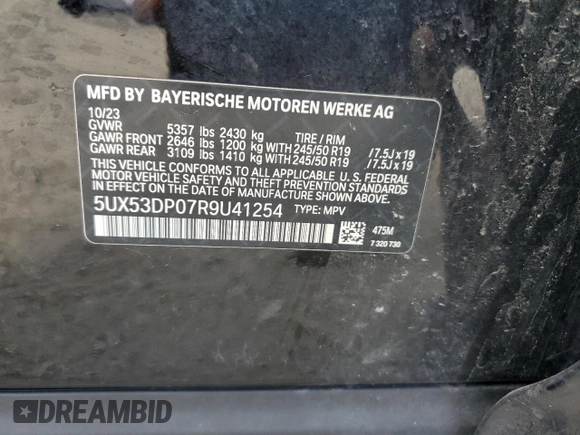 MFD BY BAYERISCHE MOTOREN WERKE AG
10/23
GVWR 5357 lbs 2430 kg TIRE / RIM
GAWR FRONT 2646 lbs 1200 kg WITH 245/50 R19 / 7.5J x 19
GAWR REAR 3109 lbs 1410 kg WITH 245/50 R19 / 7.5J x 19
THIS VEHICLE CONFORMS TO ALL APPLICABLE U. S. FEDERAL
MOTOR VEHICLE SAFETY, BUMPER, AND THEFT PREVENTION
STANDARDS IN EFFECT ON THE DATE OF MANUFACTURE SHOWN ABOVE.
5UX53DP07R9U41254 TYPE: MPV
475M
7 320 730
DREAMBID